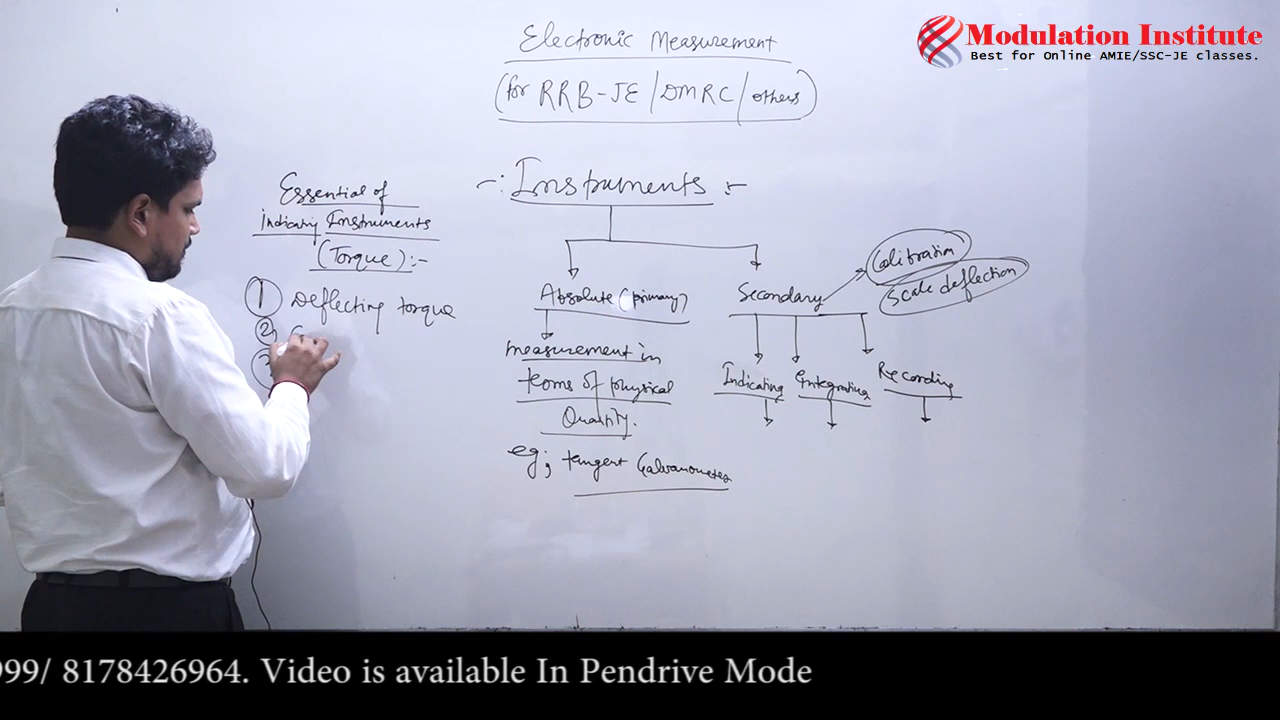 Modulation Institute
Best for Online AMIE/SSC-JE classes.
Electronic Measurement
(for RRB-JE/DMRC/others)
-: Instruments :-
Absolute (primary)
measurement in
terms of physical
Quantity.
eg; tangent Galvanometer
Secondary
Calibration
Scale deflection
Indicating
Integrating
Recording
Essential of
Indicating Instruments
(Torque):-
1 Deflecting torque
2
999/ 8178426964. Video is available In Pendrive Mode